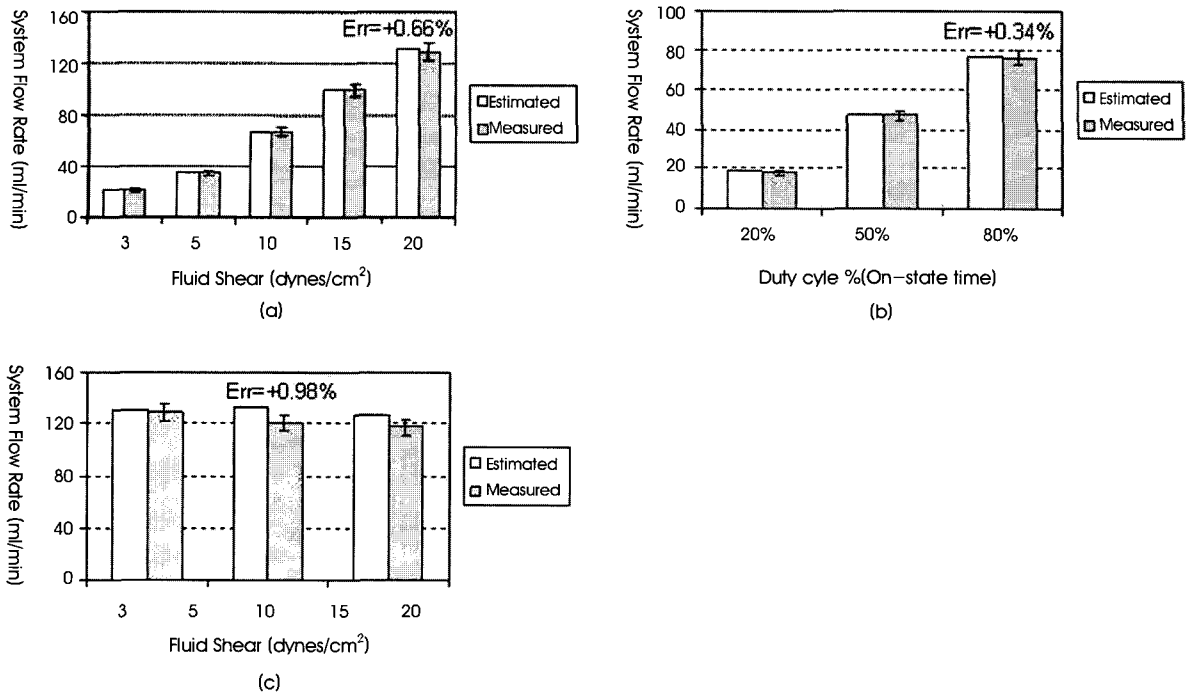 System Flow Rate (ml/min)
160
120
80
40
0
Err=+0.66%
3 5 10 15 20
Fluid Shear (dynes/cm²)
(a)
Estimated
Measured
System Flow Rate (ml/min)
100
80
60
40
20
0
Err=+0.34%
20% 50% 80%
Duty cyle %(On-state time)
(b)
Estimated
Measured
System Flow Rate (ml/min)
160
120
80
40
0
Err=+0.98%
3 5 10 15 20
Fluid Shear (dynes/cm²)
(c)
Estimated
Measured